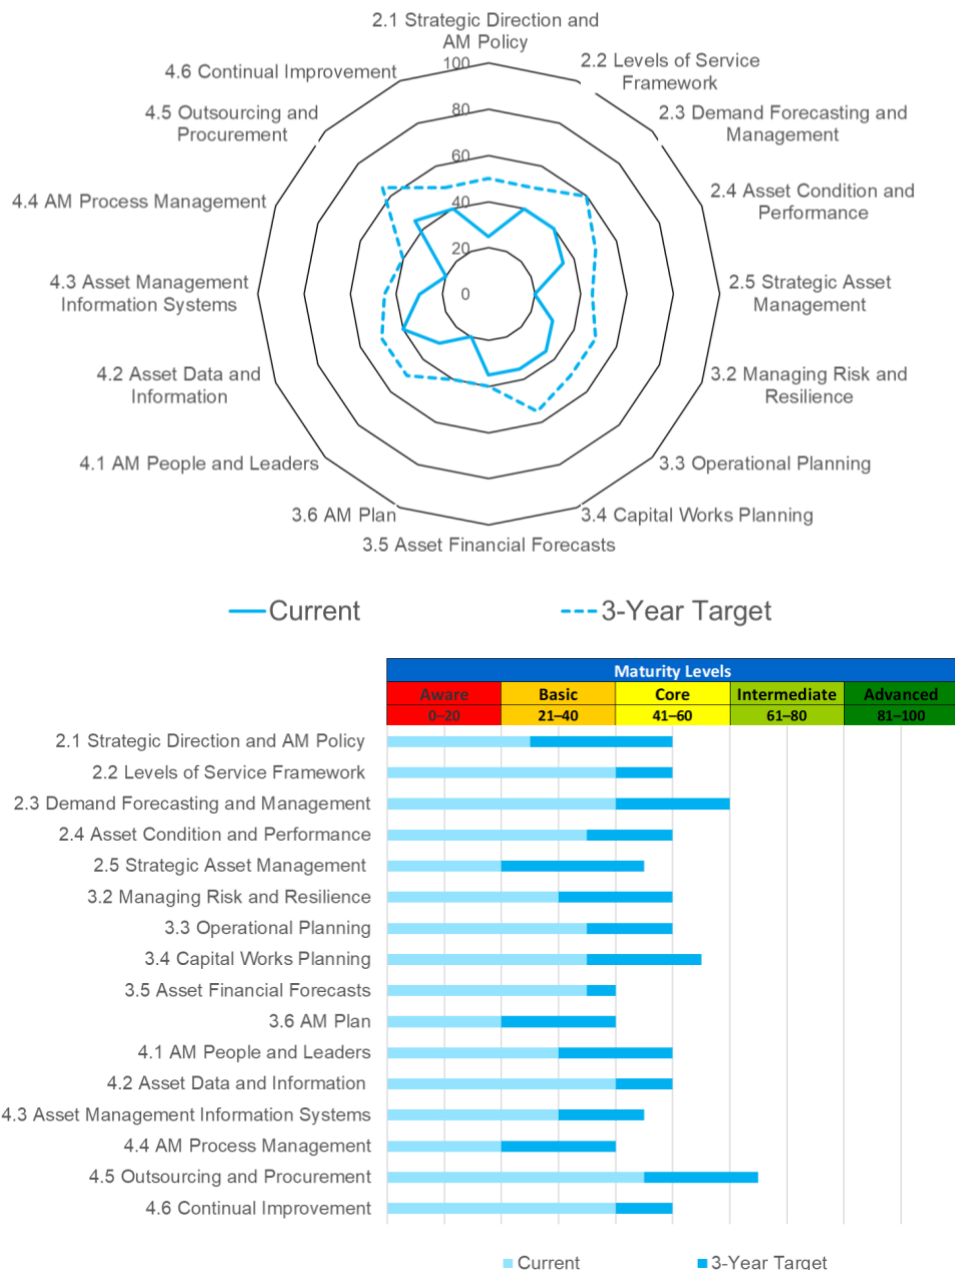 2.1 Strategic Direction and
AM Policy
4.6 Continual Improvement
100
2.2 Levels of Service
Framework
4.5 Outsourcing and
Procurement
80
2.3 Demand Forecasting and
Management
60
4.4 AM Process Management
40
2.4 Asset Condition and
Performance
20
4.3 Asset Management
Information Systems
0
2.5 Strategic Asset
Management
4.2 Asset Data and
Information
3.2 Managing Risk and
Resilience
4.1 AM People and Leaders
3.3 Operational Planning
3.6 AM Plan
3.4 Capital Works Planning
3.5 Asset Financial Forecasts
Current
3-Year Target
Maturity Levels
Aware Basic Core Intermediate Advanced
0–20 21–40 41–60 61–80 81–100
2.1 Strategic Direction and AM Policy
2.2 Levels of Service Framework
2.3 Demand Forecasting and Management
2.4 Asset Condition and Performance
2.5 Strategic Asset Management
3.2 Managing Risk and Resilience
3.3 Operational Planning
3.4 Capital Works Planning
3.5 Asset Financial Forecasts
3.6 AM Plan
4.1 AM People and Leaders
4.2 Asset Data and Information
4.3 Asset Management Information Systems
4.4 AM Process Management
4.5 Outsourcing and Procurement
4.6 Continual Improvement
Current
3-Year Target